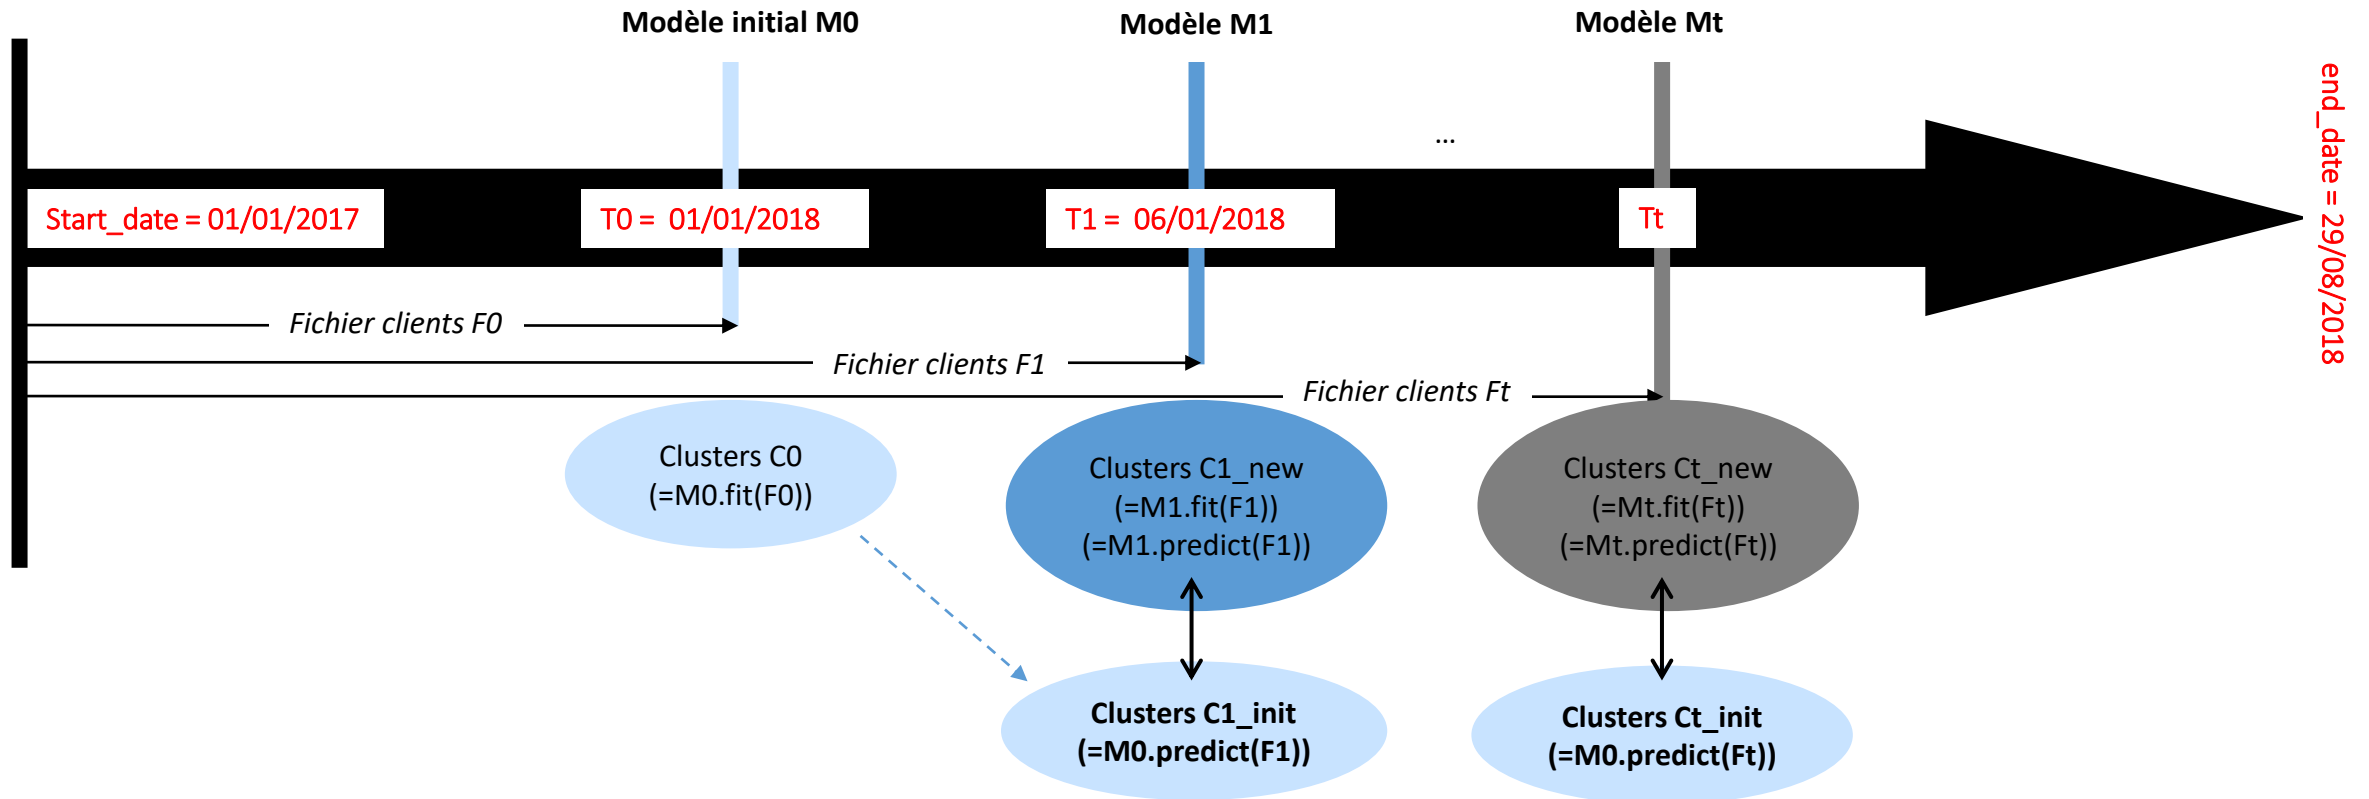 Modèle initial M0
Modèle M1
Modèle Mt
...
Start_date = 01/01/2017
T0 = 01/01/2018
T1 = 06/01/2018
Tt
end_date = 29/08/2018
Fichier clients F0
Fichier clients F1
Fichier clients Ft
Clusters C0
(=M0.fit(F0))
Clusters C1_new
(=M1.fit(F1))
(=M1.predict(F1))
Clusters Ct_new
(=Mt.fit(Ft))
(=Mt.predict(Ft))
Clusters C1_init
(=M0.predict(F1))
Clusters Ct_init
(=M0.predict(Ft))